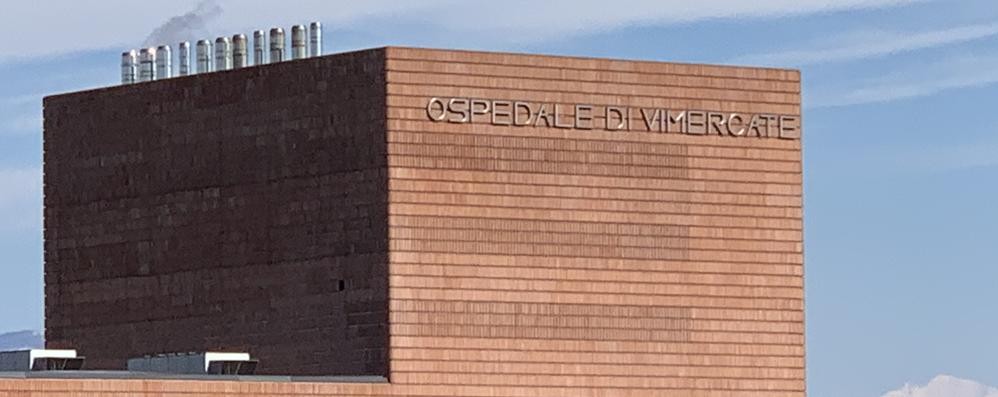 OSPEDALE DI VIMERCATE